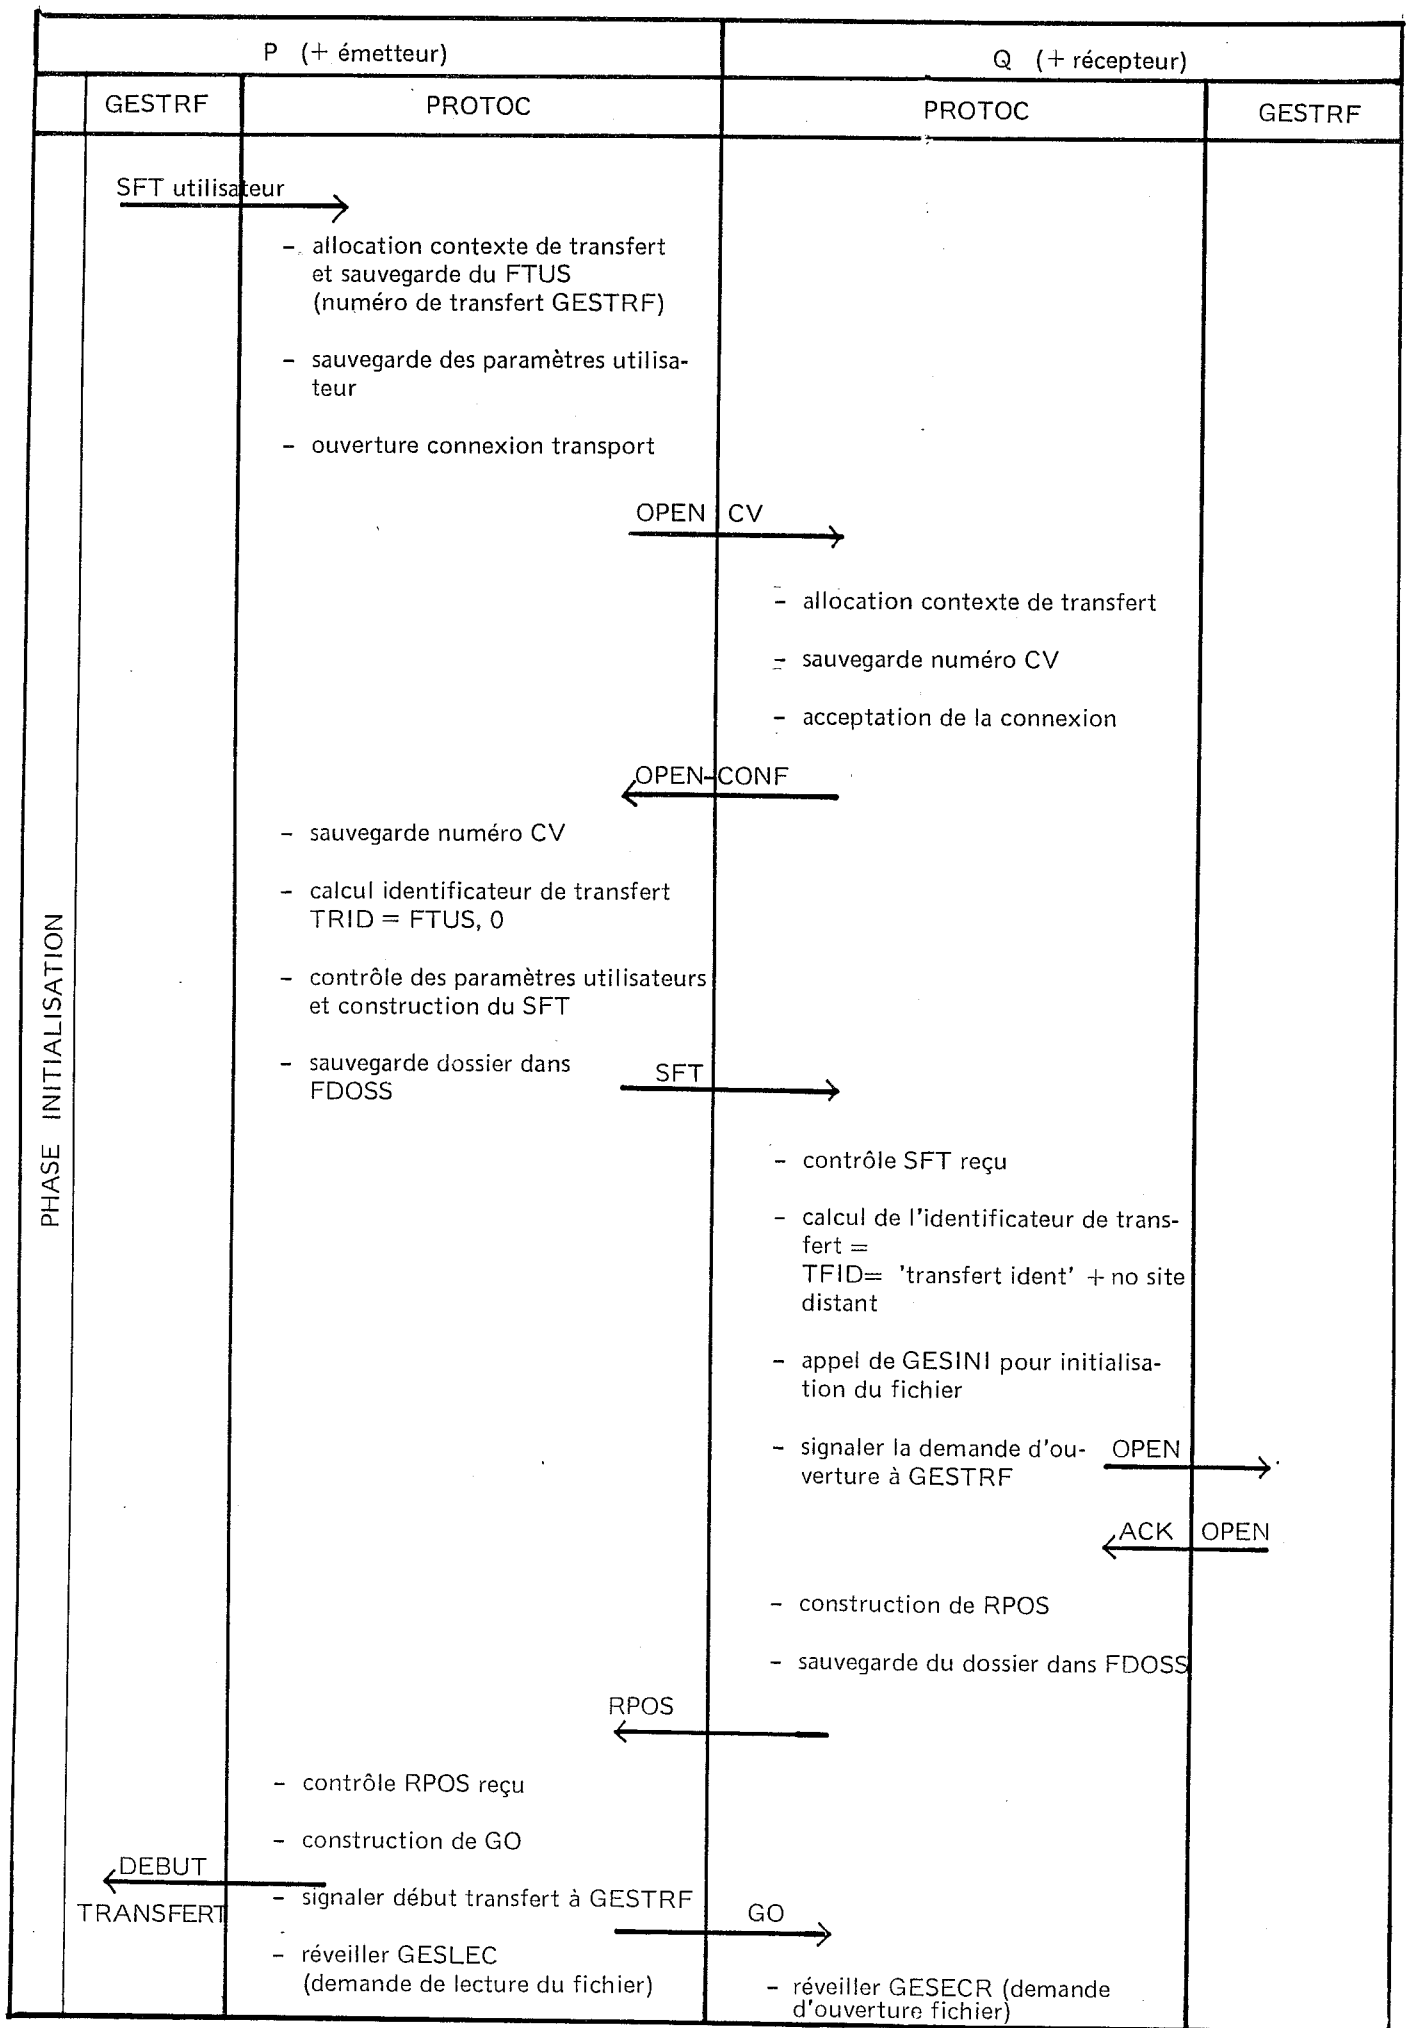 P (+ émetteur)
Q (+ récepteur)
GESTRF
PROTOC
PROTOC
GESTRF
PHASE INITIALISATION
SFT utilisateur
- allocation contexte de transfert
et sauvegarde du FTUS
(numéro de transfert GESTRF)
- sauvegarde des paramètres utilisa-
teur
- ouverture connexion transport
OPEN CV
- allocation contexte de transfert
- sauvegarde numéro CV
- acceptation de la connexion
OPEN-CONF
- sauvegarde numéro CV
- calcul identificateur de transfert
TRID = FTUS, 0
- contrôle des paramètres utilisateurs
et construction du SFT
- sauvegarde dossier dans
FDOSS
SFT
- contrôle SFT reçu
- calcul de l'identificateur de trans-
fert =
TFID= 'transfert ident' + no site
distant
- appel de GESINI pour initialisa-
tion du fichier
- signaler la demande d'ou-
verture à GESTRF
OPEN
ACK OPEN
- construction de RPOS
- sauvegarde du dossier dans FDOSS
RPOS
- contrôle RPOS reçu
- construction de GO
DEBUT
TRANSFERT
- signaler début transfert à GESTRF
GO
- réveiller GESLEC
(demande de lecture du fichier)
- réveiller GESECR (demande
d'ouverture fichier)